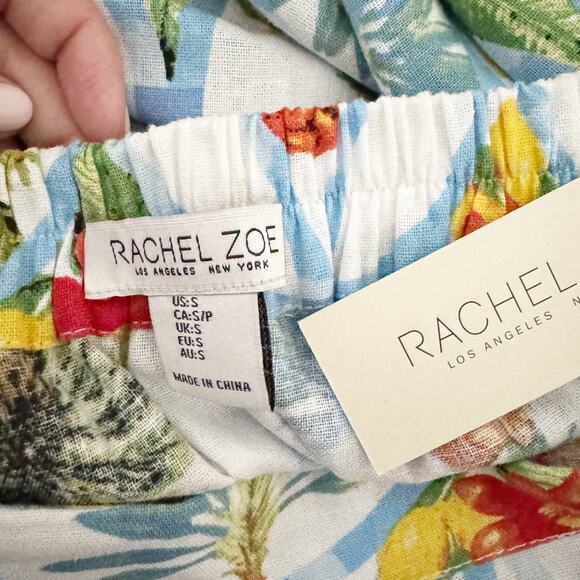 RACHEL ZOE
LOS ANGELES NEW YORK
US:S
CA:S/P
UK:S
EU:S
AU:S
MADE IN CHINA
RACHEL
LOS ANGELES N